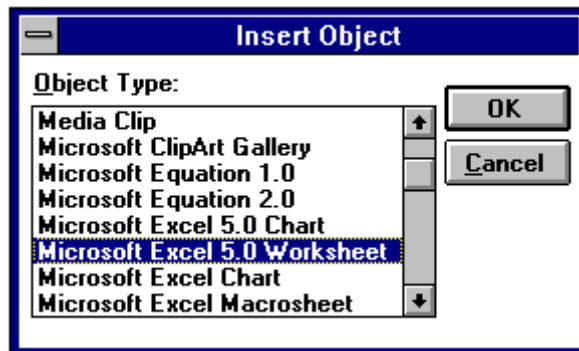 Insert Object
Object Type:
Media Clip
Microsoft ClipArt Gallery
Microsoft Equation 1.0
Microsoft Equation 2.0
Microsoft Excel 5.0 Chart
Microsoft Excel 5.0 Worksheet
Microsoft Excel Chart
Microsoft Excel Macrosheet
OK
Cancel